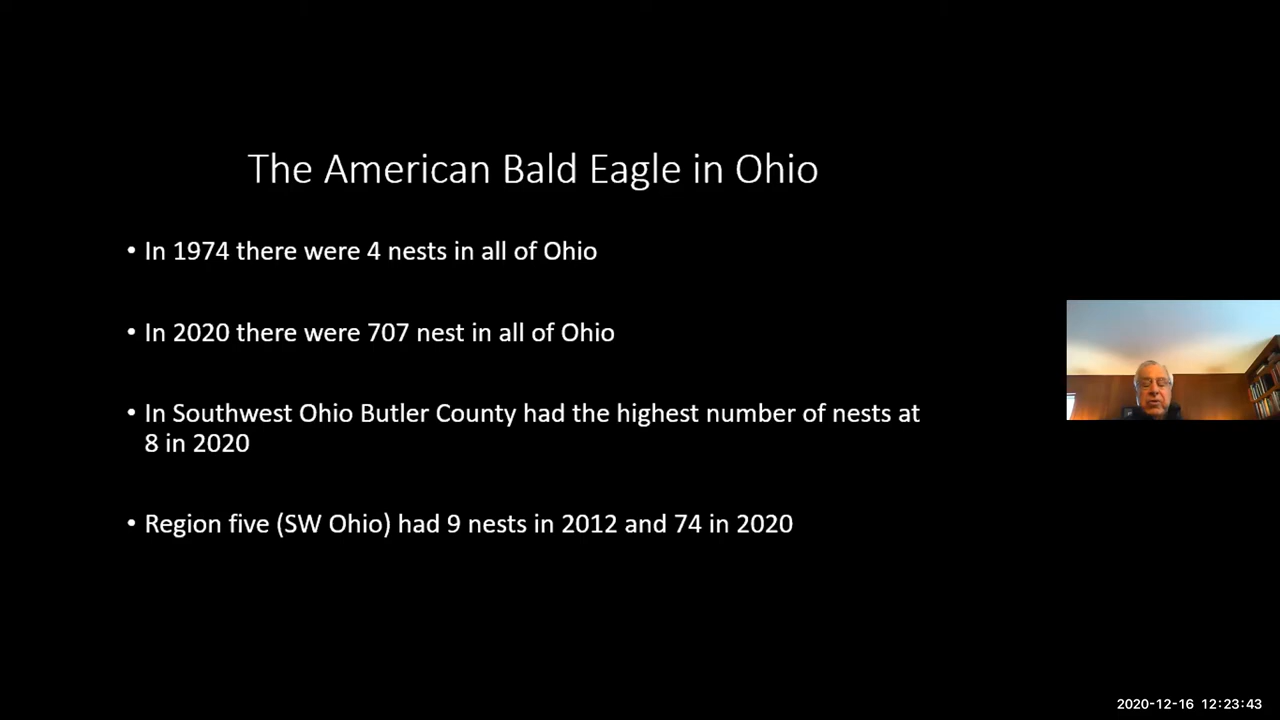 The American Bald Eagle in Ohio
• In 1974 there were 4 nests in all of Ohio
• In 2020 there were 707 nest in all of Ohio
• In Southwest Ohio Butler County had the highest number of nests at
8 in 2020
• Region five (SW Ohio) had 9 nests in 2012 and 74 in 2020
2020-12-16 12:23:43